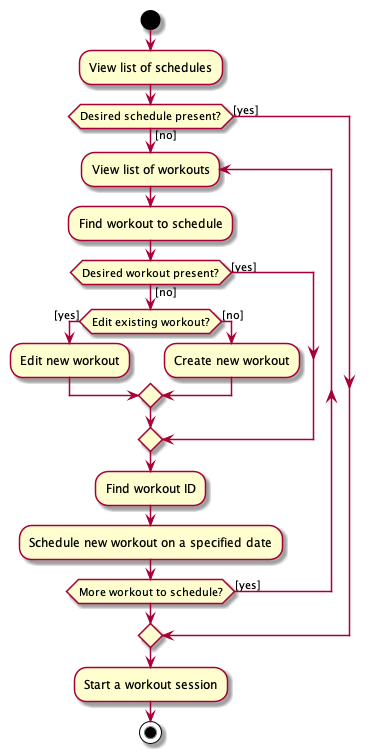 View list of schedules
Desired schedule present?
[yes]
[no]
View list of workouts
Find workout to schedule
Desired workout present?
[yes]
[no]
[yes]
Edit existing workout?
[no]
Edit new workout
Create new workout
Find workout ID
Schedule new workout on a specified date
More workout to schedule?
[yes]
Start a workout session